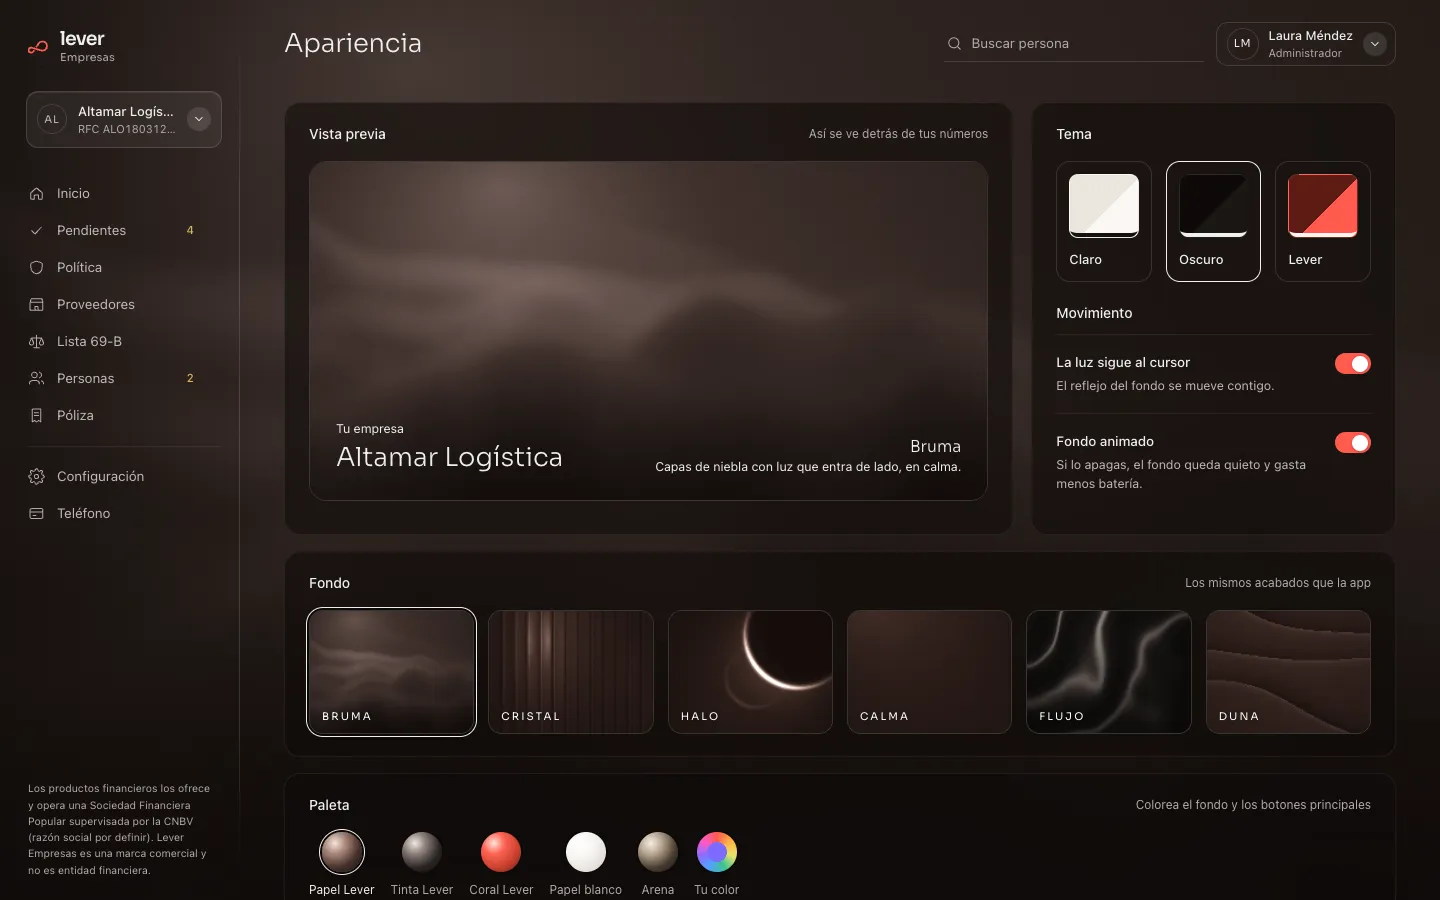 lever
Empresas
AL
Altamar Logís...
RFC ALO180312...
Inicio
Pendientes 4
Política
Proveedores
Lista 69-B
Personas 2
Póliza
Configuración
Teléfono
Los productos financieros los ofrece
y opera una Sociedad Financiera
Popular supervisada por la CNBV
(razón social por definir). Lever
Empresas es una marca comercial y
no es entidad financiera.
Apariencia
Buscar persona
LM
Laura Méndez
Administrador
Vista previa
Así se ve detrás de tus números
Tu empresa
Altamar Logística
Bruma
Capas de niebla con luz que entra de lado, en calma.
Tema
Claro
Oscuro
Lever
Movimiento
La luz sigue al cursor
El reflejo del fondo se mueve contigo.
Fondo animado
Si lo apagas, el fondo queda quieto y gasta
menos batería.
Fondo
Los mismos acabados que la app
BRUMA
CRISTAL
HALO
CALMA
FLUJO
DUNA
Paleta
Colorea el fondo y los botones principales
Papel Lever
Tinta Lever
Coral Lever
Papel blanco
Arena
Tu color